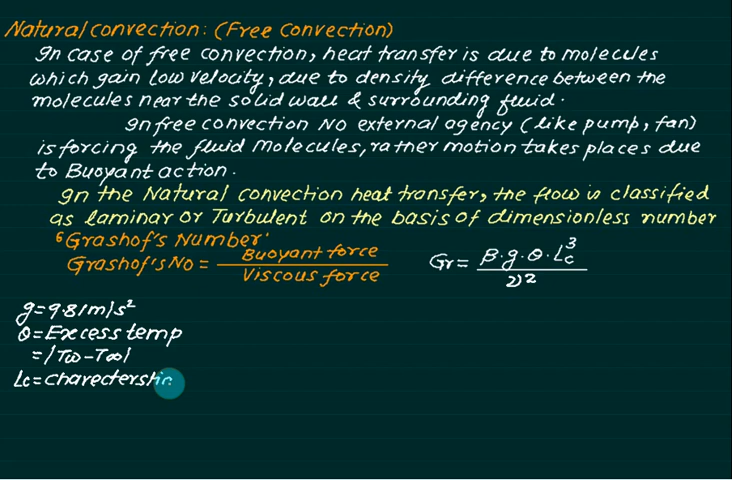 Natural convection: (Free Convection)
In case of free convection, heat transfer is due to molecules
which gain low velocity, due to density difference between the
molecules near the solid wall & surrounding fluid.
In free convection NO external agency (like pump, fan)
is forcing the fluid molecules, rather motion takes places due
to Buoyant action.
In the Natural convection heat transfer, the flow is classified
as laminar or Turbulent on the basis of dimensionless number
'Grashof's Number'
Grashof's No = Buoyant force / Viscous force Gr = β.g.θ.Lc³ / ν²
g = 9.81 m/s²
θ = Excess temp
= |Tw - T∞|
Lc = charecterstic